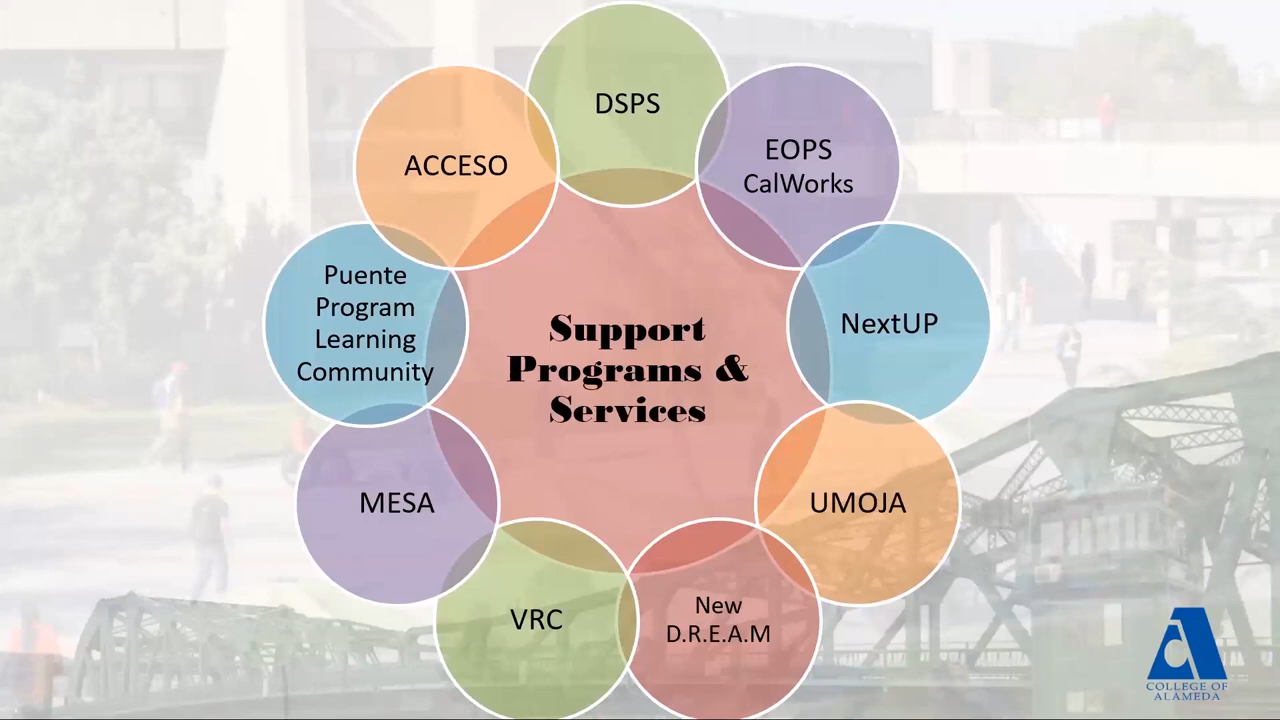 DSPS
EOPS
CalWorks
NextUP
UMOJA
New
D.R.E.A.M
VRC
MESA
Puente
Program
Learning
Community
ACCESO
Support
Programs &
Services
COLLEGE OF
ALAMEDA